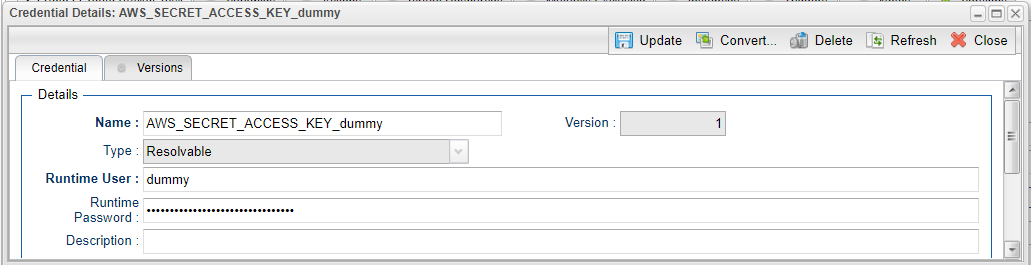 Credential Details: AWS_SECRET_ACCESS_KEY_dummy
Update Convert... Delete Refresh Close
Credential Versions
Details
Name : AWS_SECRET_ACCESS_KEY_dummy Version : 1
Type : Resolvable
Runtime User : dummy
Runtime
Password : ••••••••••••••••••••••••••••••••
Description :